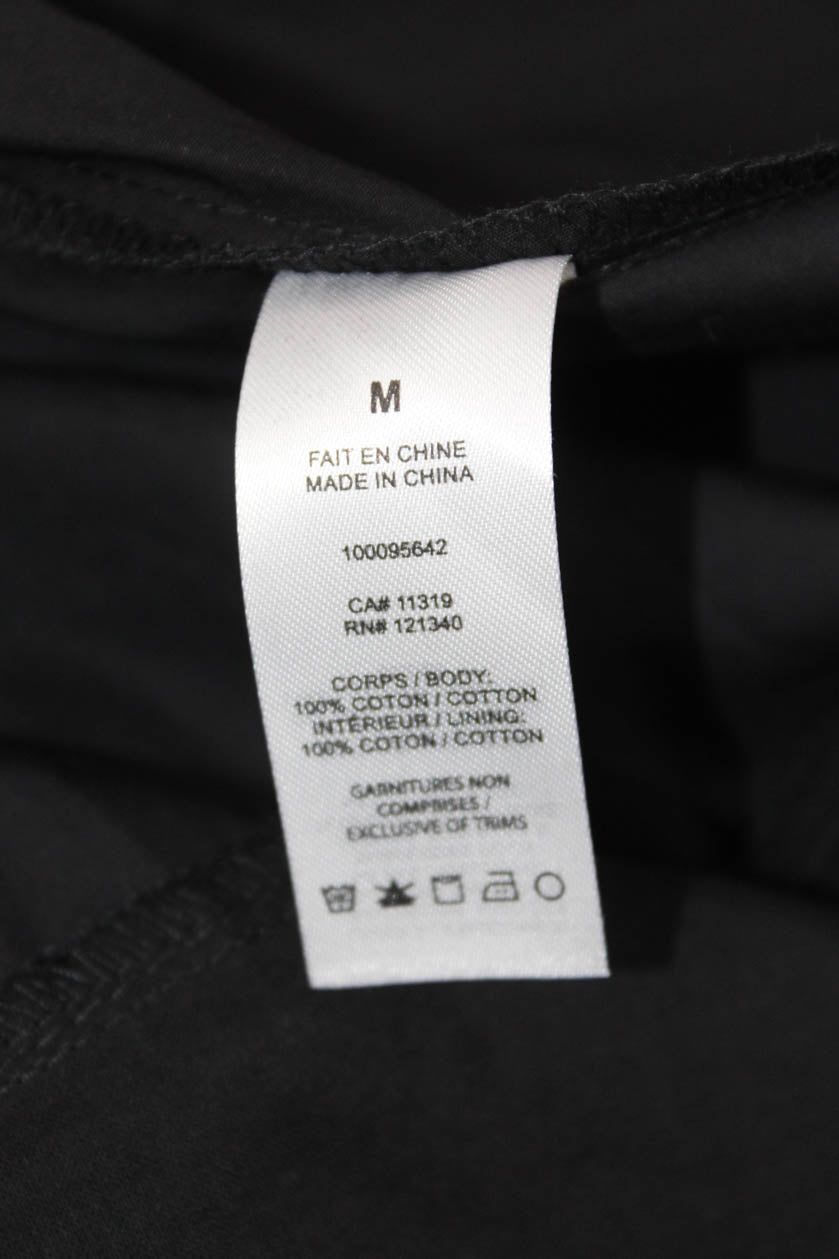 M
FAIT EN CHINE
MADE IN CHINA
100095642
CA# 11319
RN# 121340
CORPS / BODY:
100% COTON / COTTON
INTÉRIEUR / LINING:
100% COTON / COTTON
GARNITURES NON
COMPRISES /
EXCLUSIVE OF TRIMS